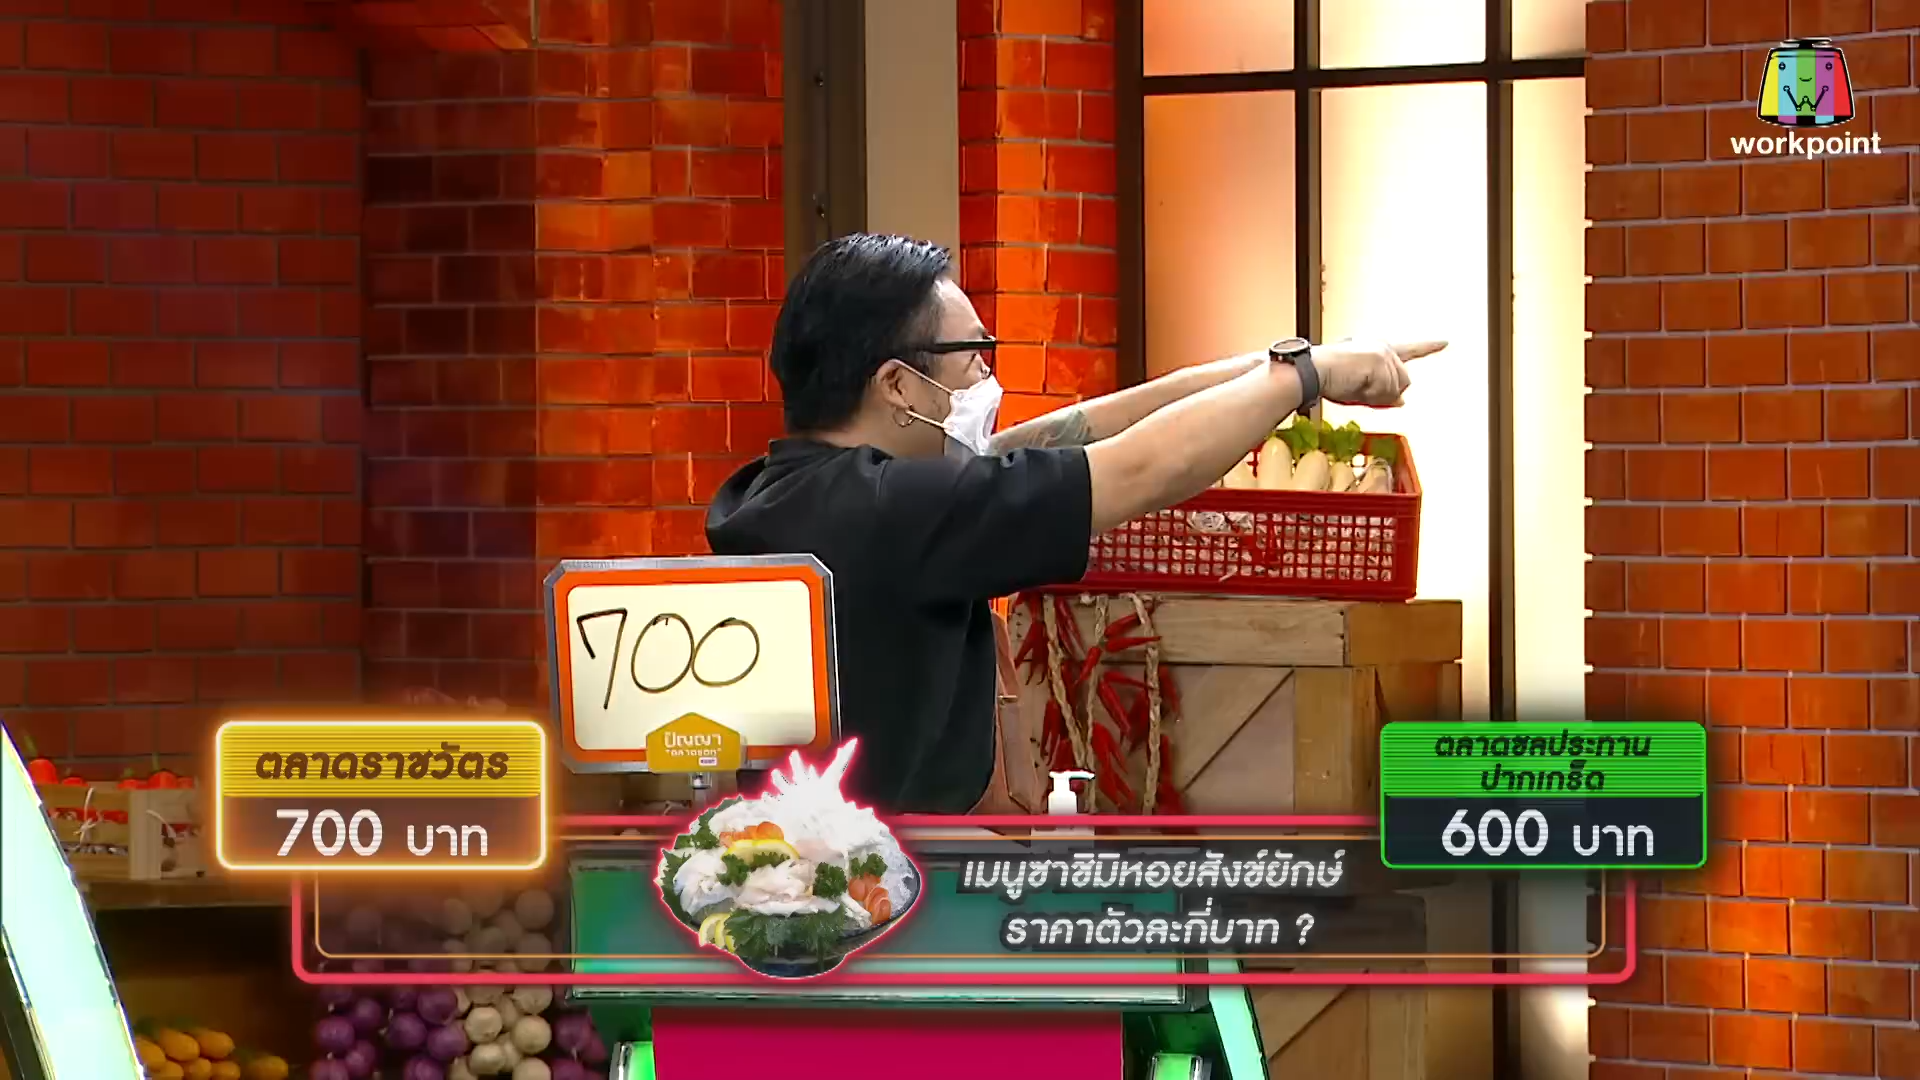 workpoint
700
ปัญญา
ตลาดราชวัตร
700 บาท
ตลาดชลประทาน
ปากเกร็ด
600 บาท
เมนูซาชิมิหอยสังข์ยักษ์
ราคาตัวละกี่บาท ?